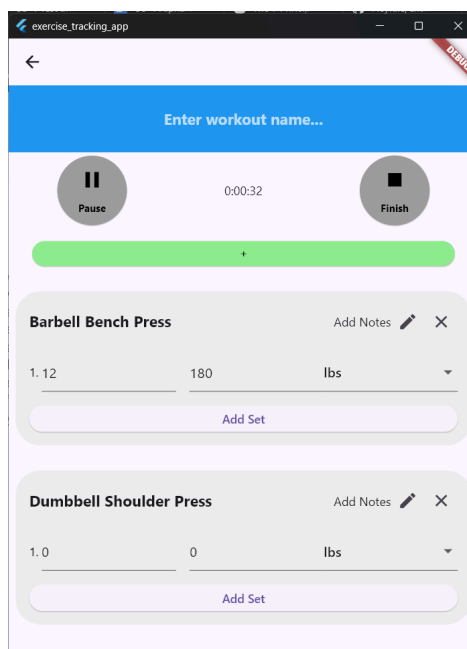 exercise_tracking_app
DEBUG
Enter workout name...
Pause
0:00:32
Finish
+
Barbell Bench Press Add Notes
1. 12 180 lbs
Add Set
Dumbbell Shoulder Press Add Notes
1. 0 0 lbs
Add Set